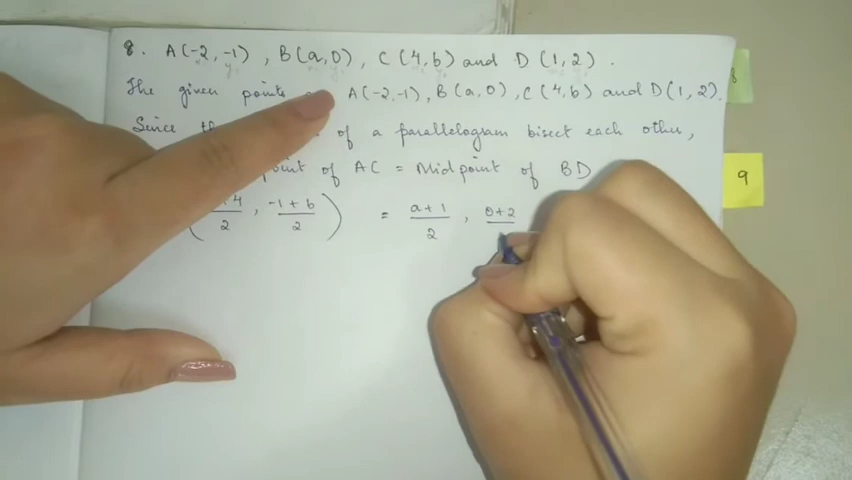 8. A(-2, -1), B(a,0), C(4,b) and D (1,2).
The given points A(-2,-1), B(a,0), C(4,b) and D(1,2).
Since of a parallelogram bisect each other,
of AC = Midpoint of BD
+4/2, -1+b/2) = a+1/2, 0+2
8
9